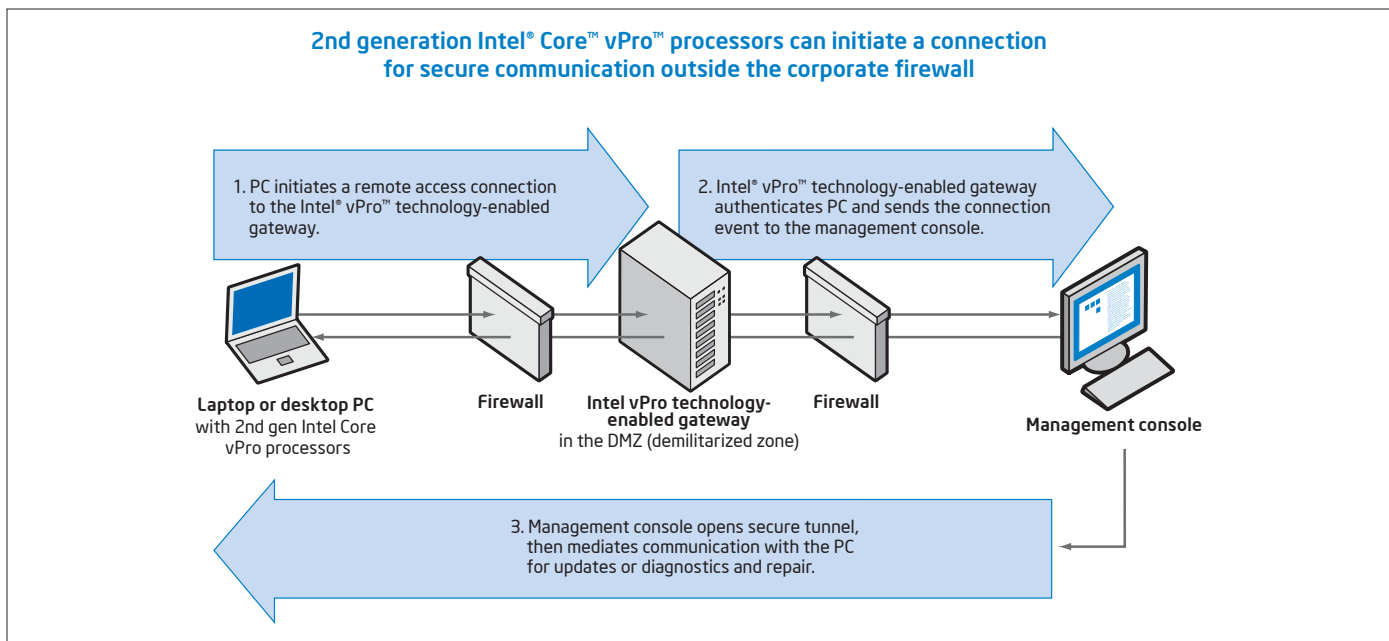 2nd generation Intel® Core™ vPro™ processors can initiate a connection
for secure communication outside the corporate firewall
1. PC initiates a remote access connection
to the Intel® vPro™ technology-enabled
gateway.
2. Intel® vPro™ technology-enabled gateway
authenticates PC and sends the connection
event to the management console.
Laptop or desktop PC
with 2nd gen Intel Core
vPro processors
Firewall
Intel vPro technology-
enabled gateway
in the DMZ (demilitarized zone)
Firewall
Management console
3. Management console opens secure tunnel,
then mediates communication with the PC
for updates or diagnostics and repair.